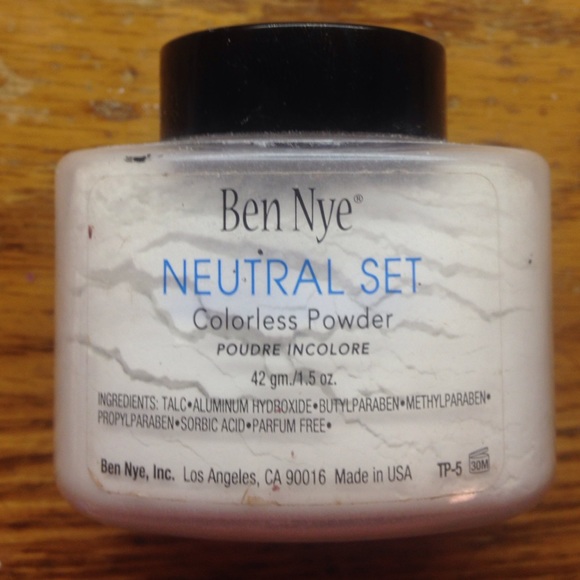 Ben Nye®
NEUTRAL SET
Colorless Powder
POUDRE INCOLORE
42 gm./1.5 oz.
INGREDIENTS: TALC•ALUMINUM HYDROXIDE•BUTYLPARABEN•METHYLPARABEN•
PROPYLPARABEN•SORBIC ACID•PARFUM FREE•
Ben Nye, Inc. Los Angeles, CA 90016 Made in USA TP-5 30M